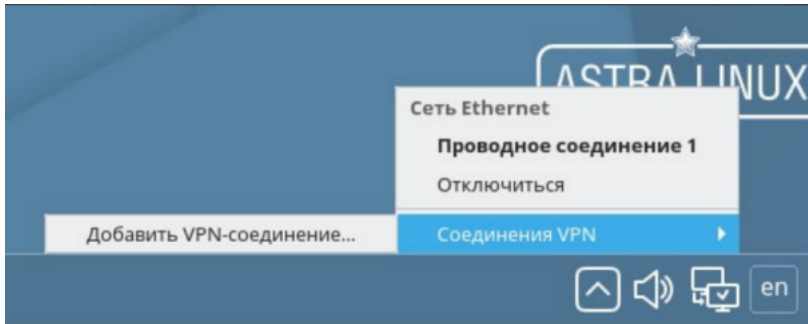 ASTRA LINUX
Сеть Ethernet
Проводное соединение 1
Отключиться
Добавить VPN-соединение...
Соединения VPN
en